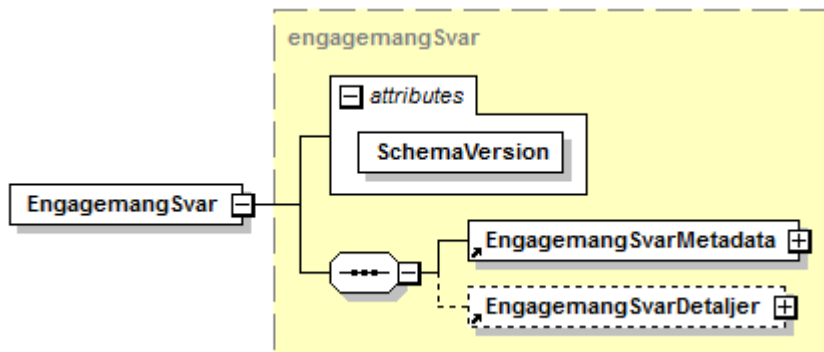 engagemangSvar
attributes
SchemaVersion
EngagemangSvar
EngagemangSvarMetadata
EngagemangSvarDetaljer